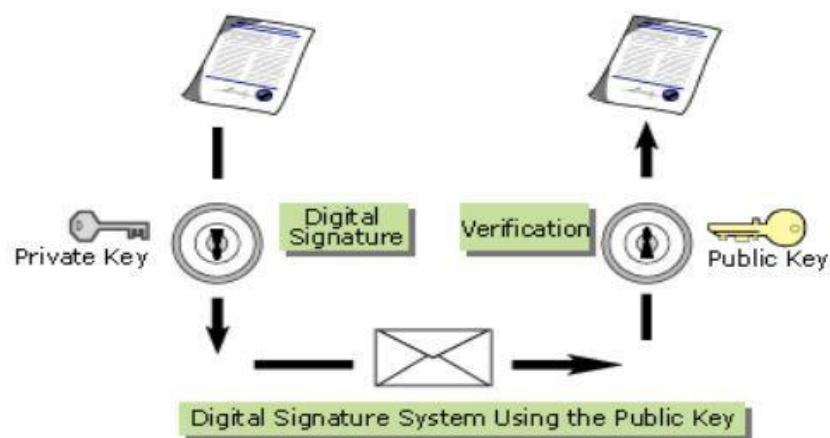 Digital
Signature
Verification
Private Key
Public Key
Digital Signature System Using the Public Key